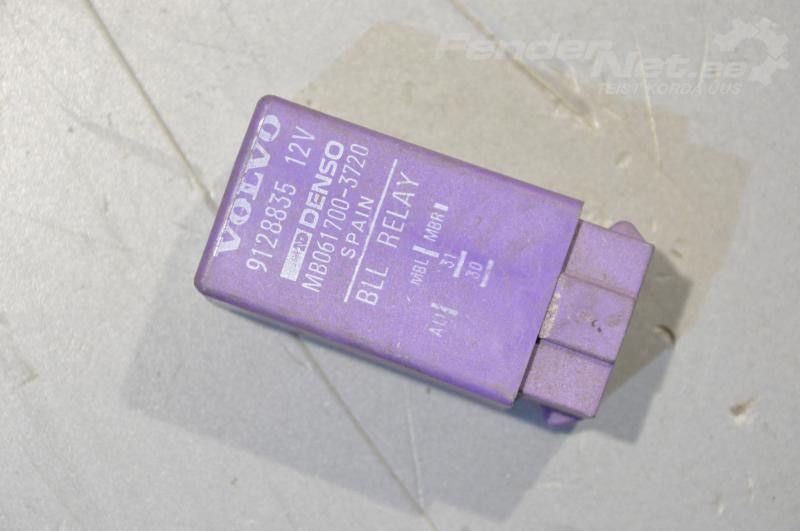 VOLVO
9128835 12V
DENSO
MB061700-3720
SPAIN
BLL RELAY
MBL MBR
31
30
FenderNet.ee
TEIST KORDA UUS